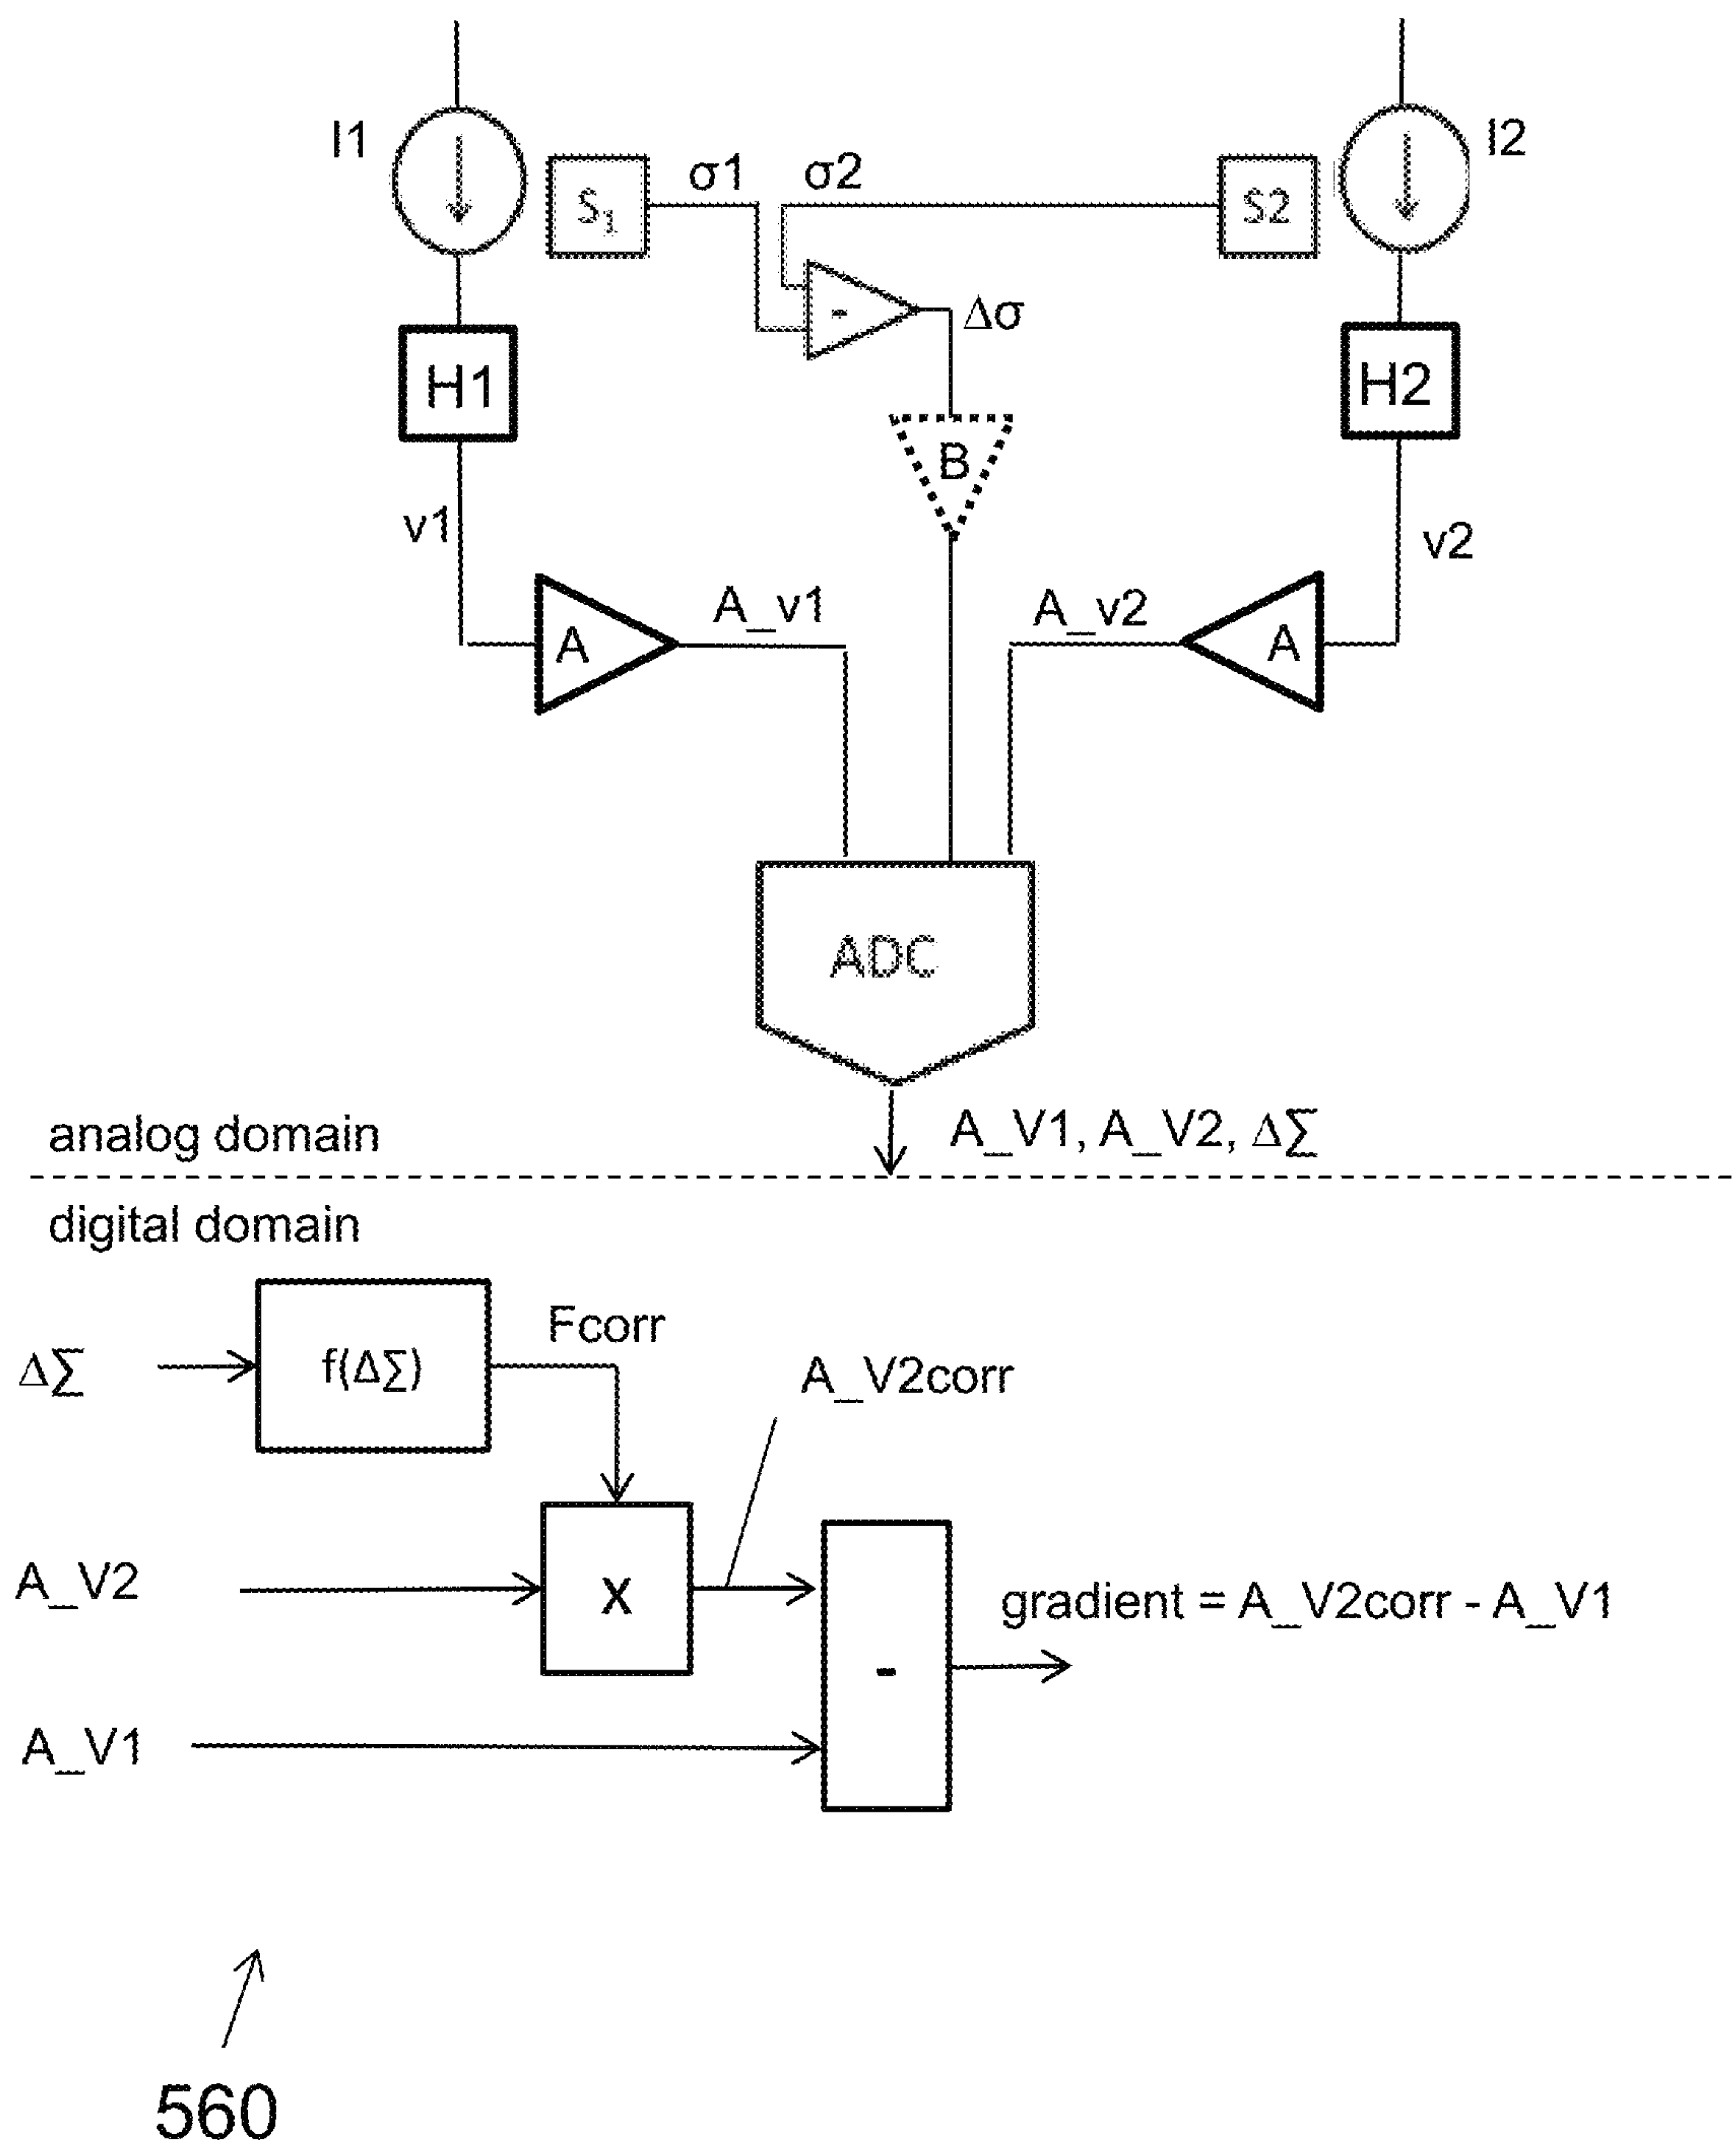 I1
I2
S₁
σ1
σ2
S2
-
Δσ
H1
H2
B
v1
v2
A
A_v1
A_v2
A
ADC
analog domain
A_V1, A_V2, Δ∑
digital domain
Δ∑
f(Δ∑)
Fcorr
A_V2corr
A_V2
x
gradient = A_V2corr - A_V1
-
A_V1
560